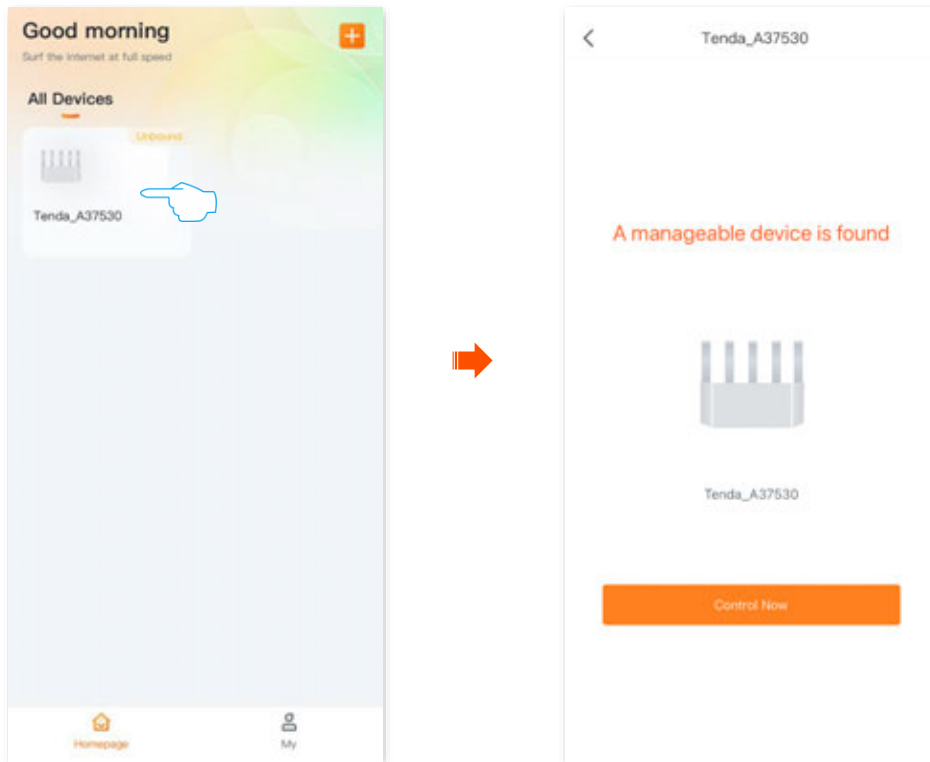 Good morning
Surf the internet at full speed
All Devices
Unbound
Tenda_A37530
Homepage
My
Tenda_A37530
A manageable device is found
Tenda_A37530
Control Now